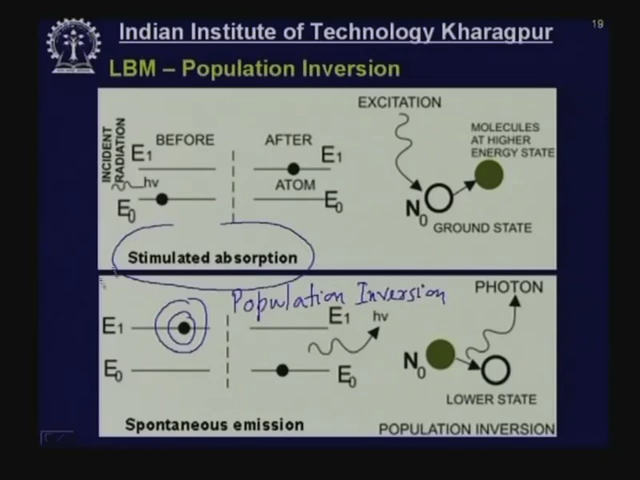 19
Indian Institute of Technology Kharagpur
LBM – Population Inversion
INCIDENT
RADIATION
BEFORE
AFTER
E1
E1
hν
ATOM
E0
E0
Stimulated absorption
EXCITATION
MOLECULES
AT HIGHER
ENERGY STATE
N0
GROUND STATE
Population Inversion
E1
E1
hν
E0
E0
Spontaneous emission
PHOTON
N0
LOWER STATE
POPULATION INVERSION